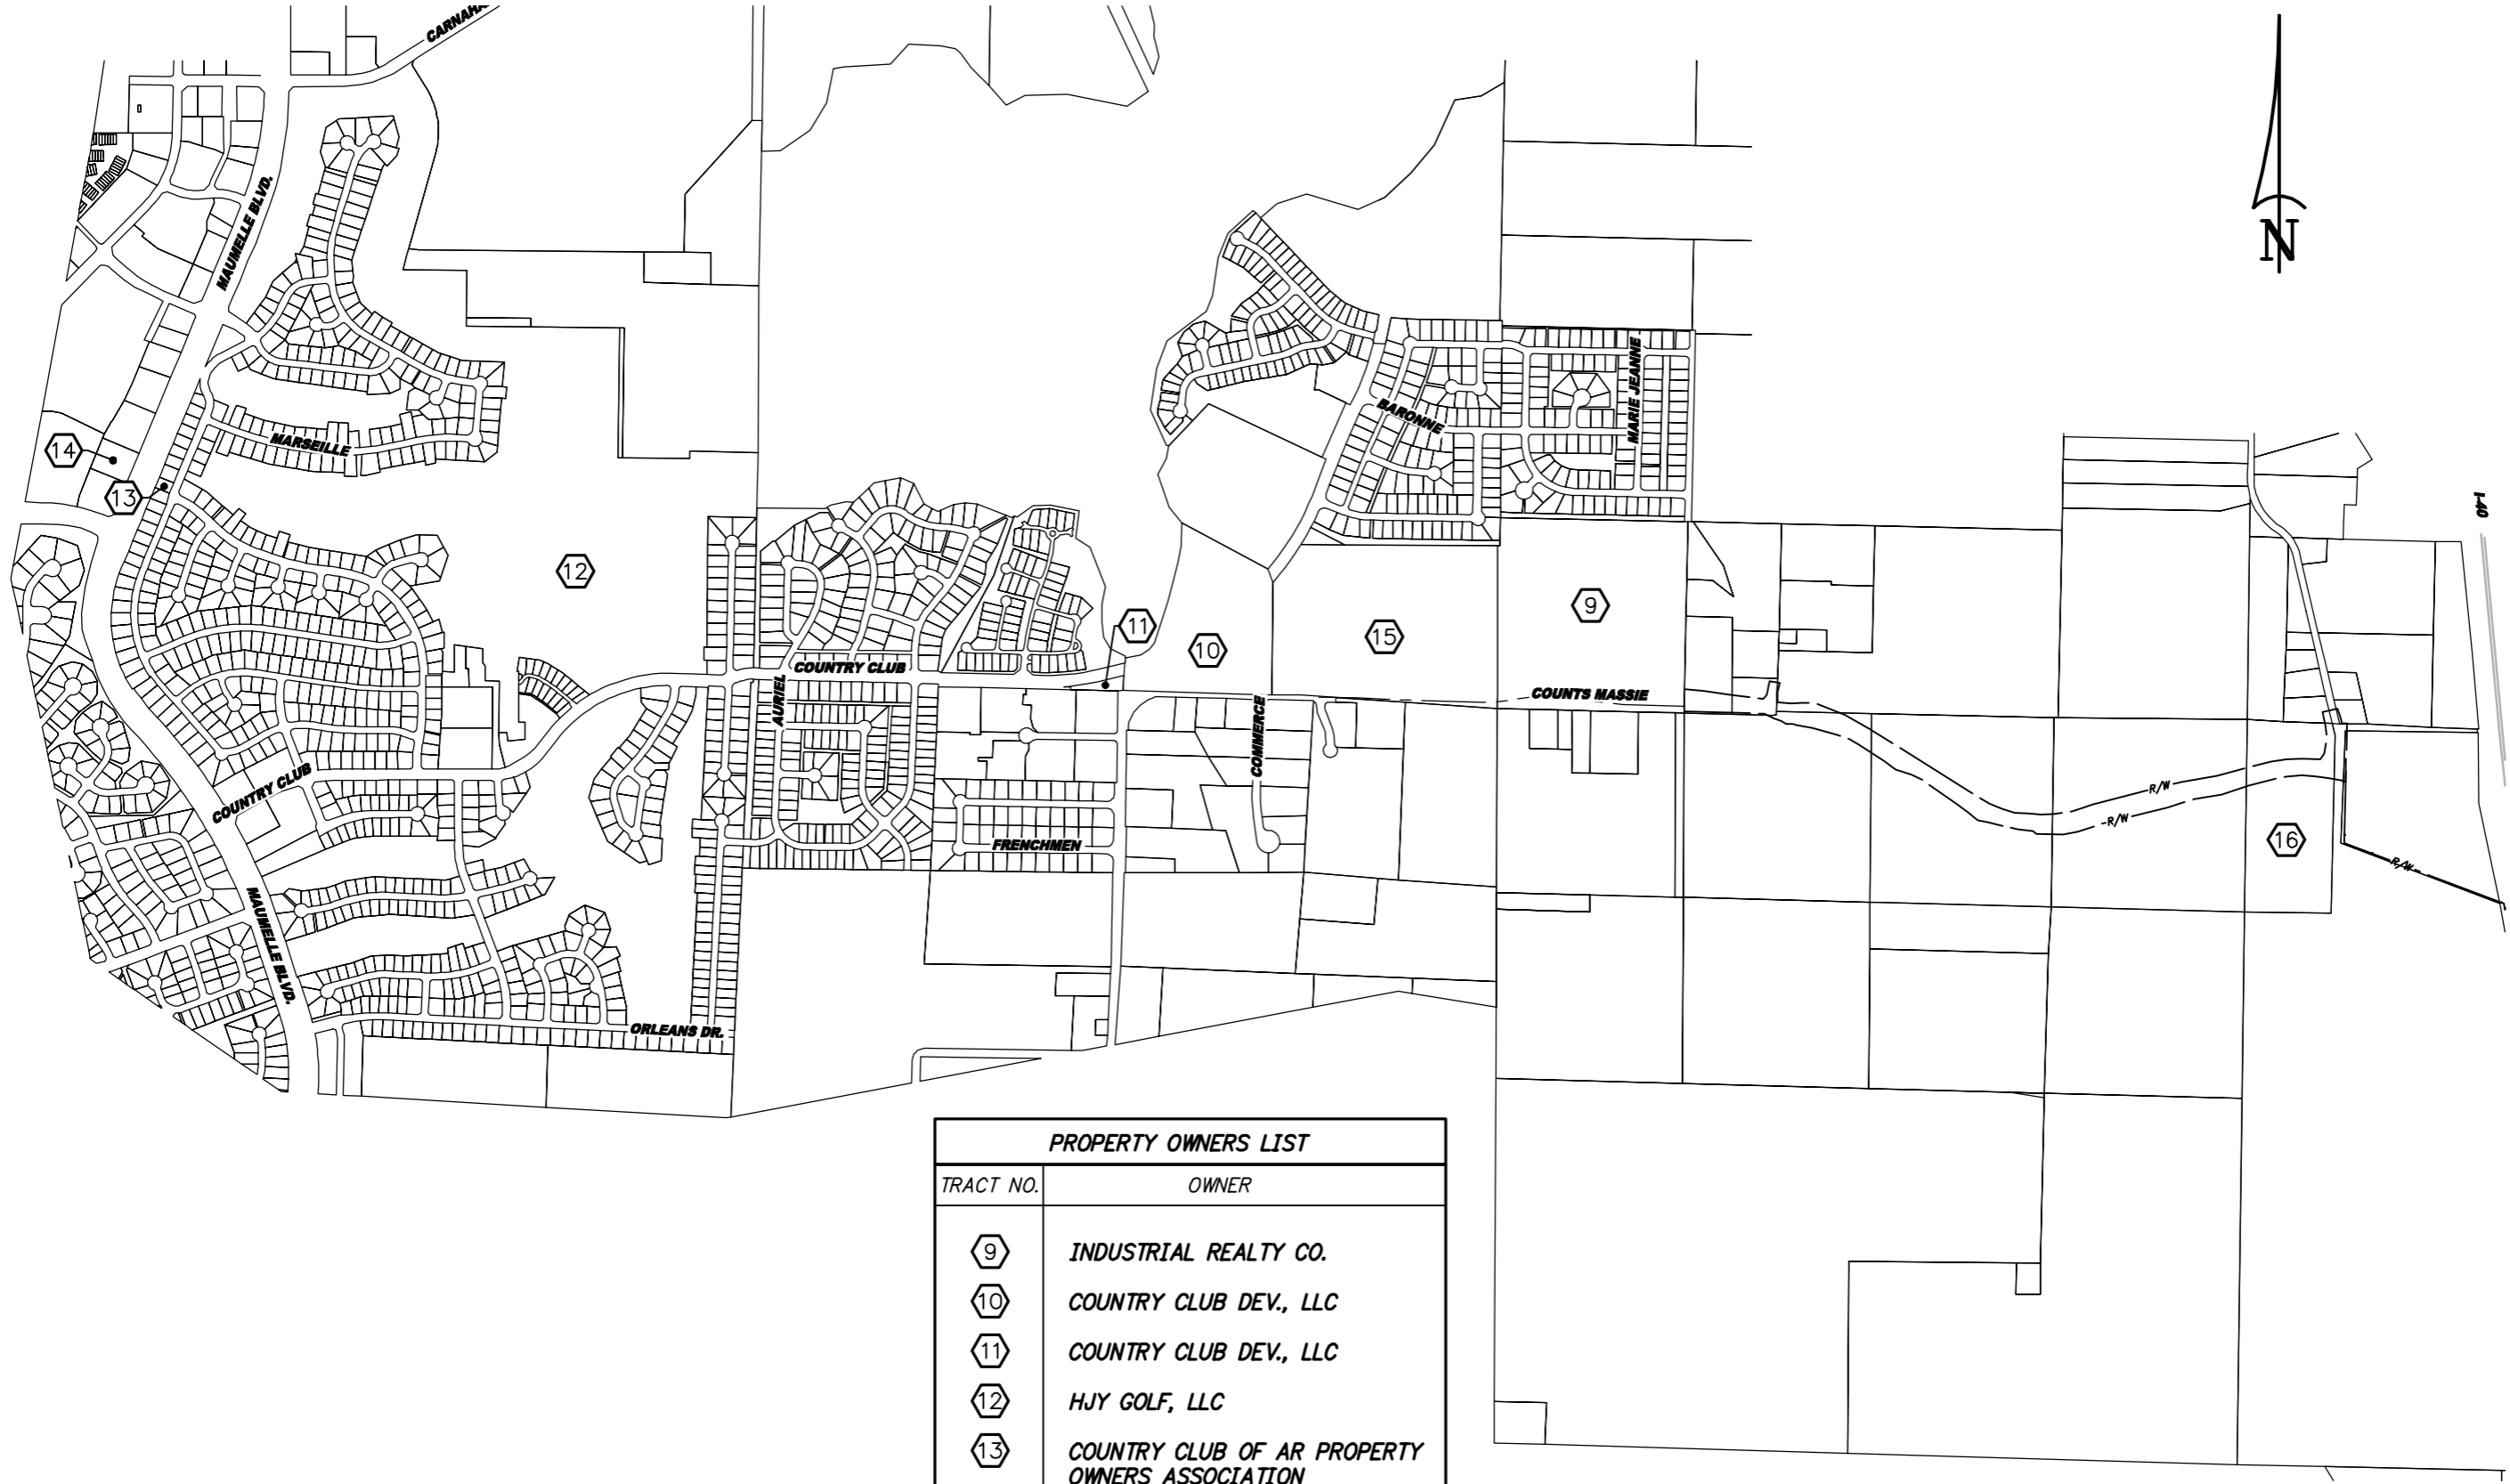 CARNAHA
MAUMELLE BLVD.
N
MARIE JEANNE
BARONNE
MARSEILLE
14
13
I-40
12
11
10
15
9
COUNTRY CLUB
AURIEL
COMMERCE
COUNTS MASSIE
COUNTRY CLUB
R/W
R/W
16
R/W
FRENCHMEN
MAUMELLE BLVD.
ORLEANS DR.
PROPERTY OWNERS LIST
TRACT NO. OWNER
9 INDUSTRIAL REALTY CO.
10 COUNTRY CLUB DEV., LLC
11 COUNTRY CLUB DEV., LLC
12 HJY GOLF, LLC
13 COUNTRY CLUB OF AR PROPERTY
OWNERS ASSOCIATION